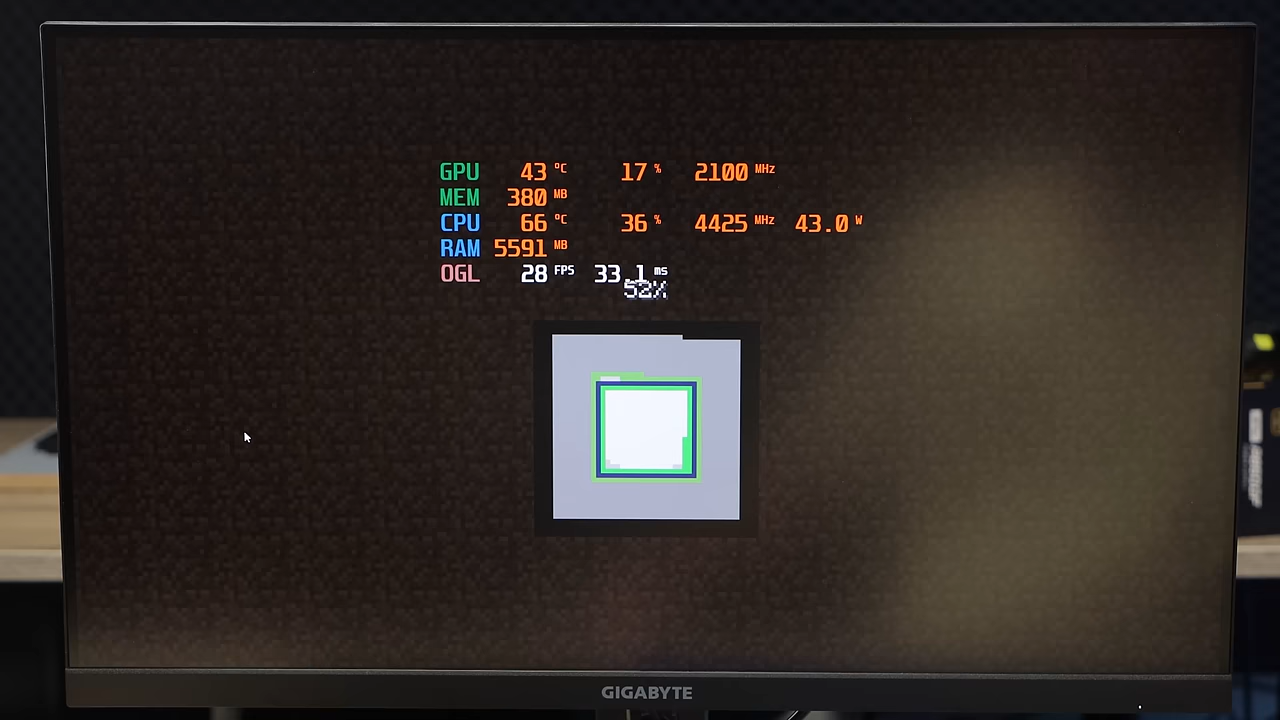 GPU 43 °C 17 % 2100 MHz
MEM 380 MB
CPU 66 °C 36 % 4425 MHz 43.0 W
RAM 5591 MB
OGL 28 FPS 33.1 ms
52%
GIGABYTE